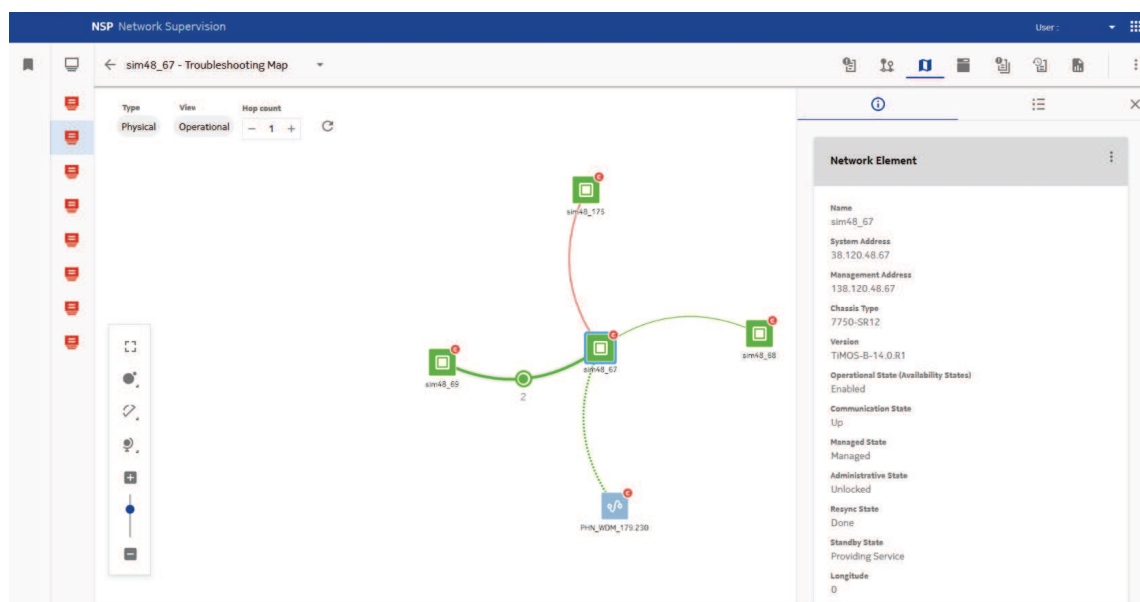 NSP Network Supervision
User :
sim48_67 - Troubleshooting Map
Type
View
Hop count
Physical
Operational
− 1 +
sim48_175
sim48_68
sim48_67
sim48_69
2
PHN_WDM_179.230
Network Element
Name
sim48_67
System Address
38.120.48.67
Management Address
138.120.48.67
Chassis Type
7750-SR12
Version
TiMOS-B-14.0.R1
Operational State (Availability States)
Enabled
Communication State
Up
Managed State
Managed
Administrative State
Unlocked
Resync State
Done
Standby State
Providing Service
Longitude
0